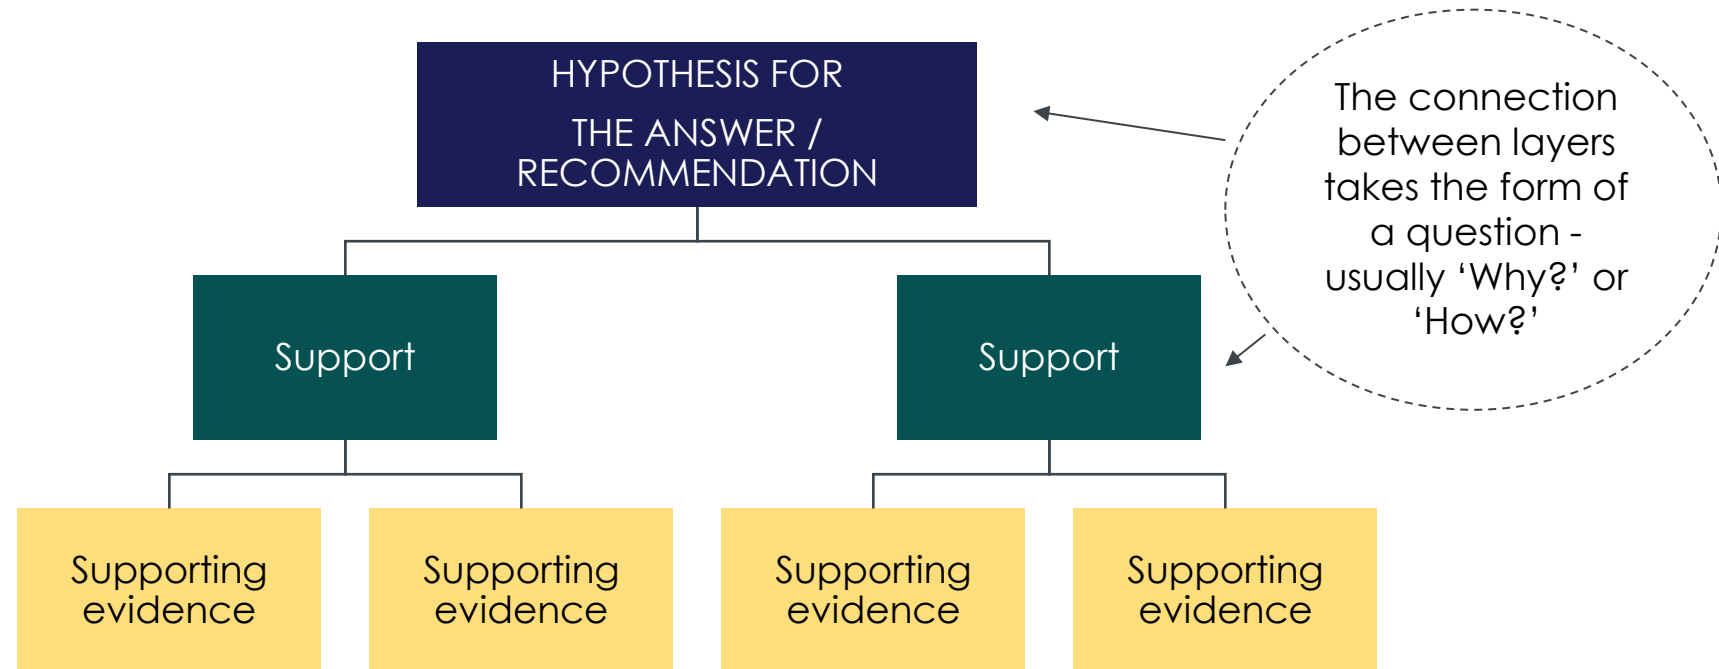 HYPOTHESIS FOR
THE ANSWER /
RECOMMENDATION
The connection
between layers
takes the form of
a question -
usually ‘Why?’ or
‘How?’
Support
Support
Supporting
evidence
Supporting
evidence
Supporting
evidence
Supporting
evidence